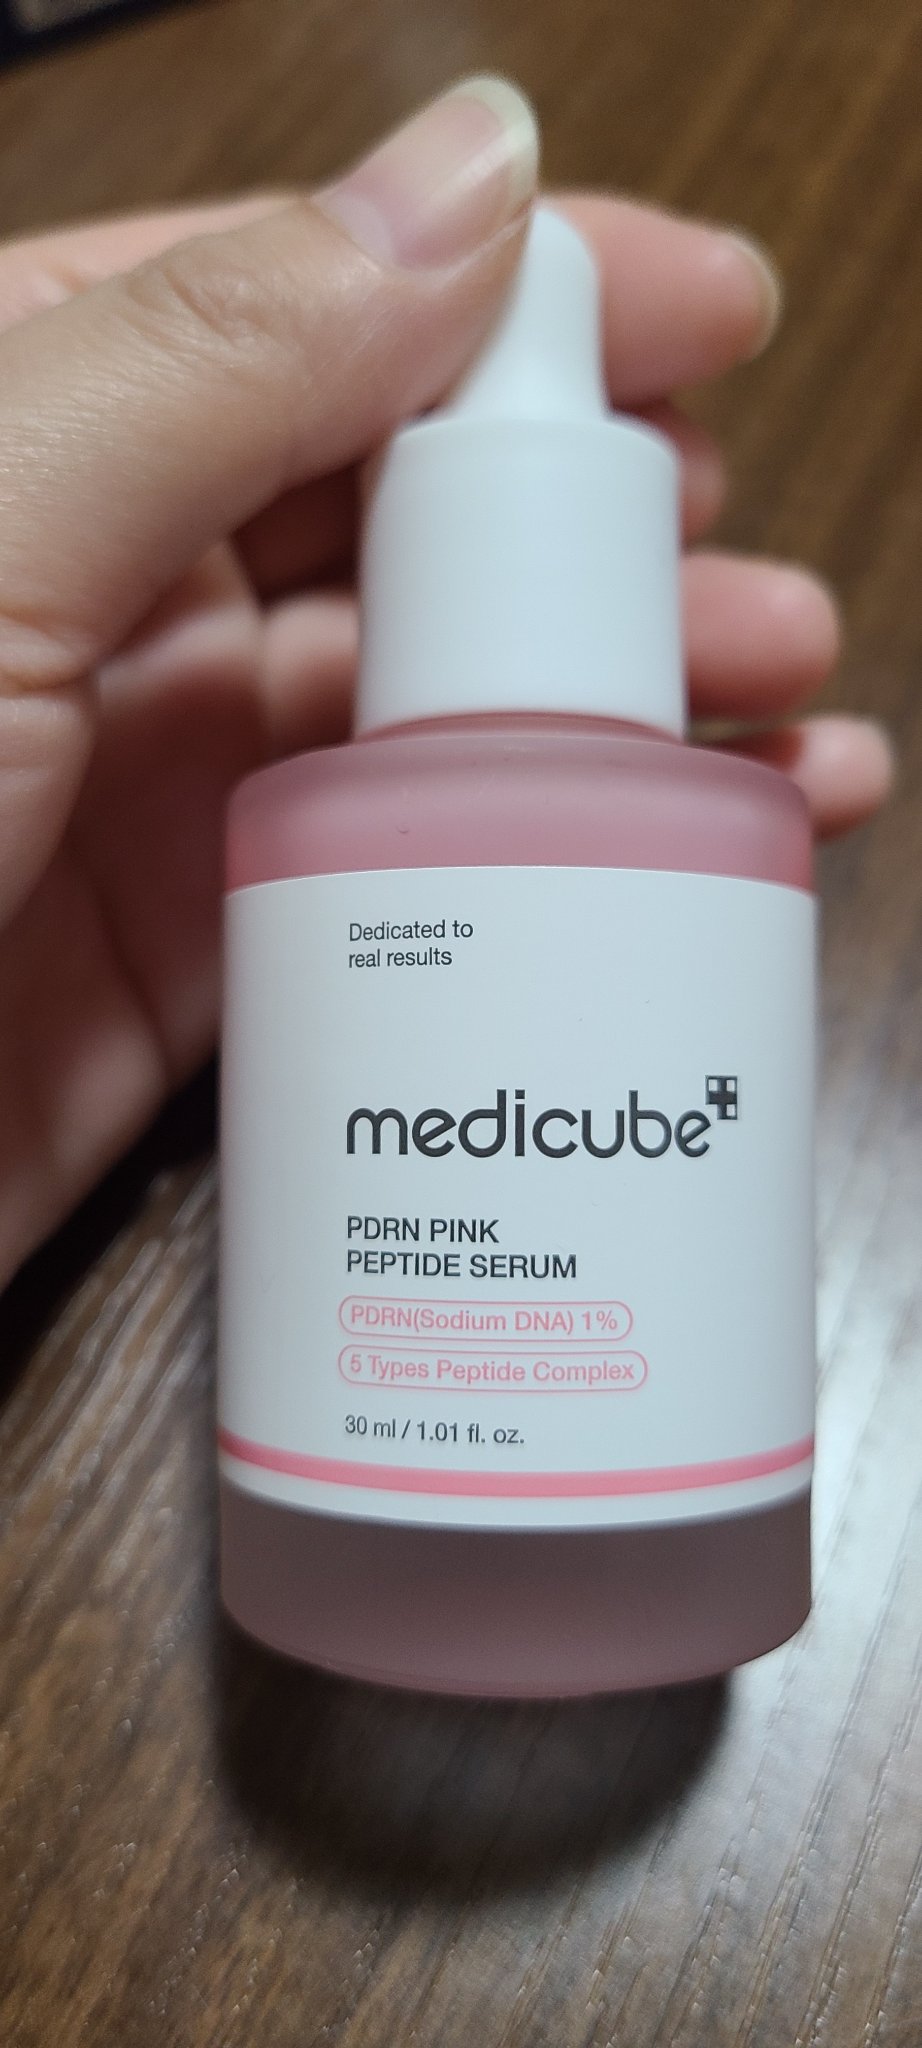 Dedicated to
real results
medicube
PDRN PINK
PEPTIDE SERUM
PDRN(Sodium DNA) 1%
5 Types Peptide Complex
30 ml / 1.01 fl. oz.